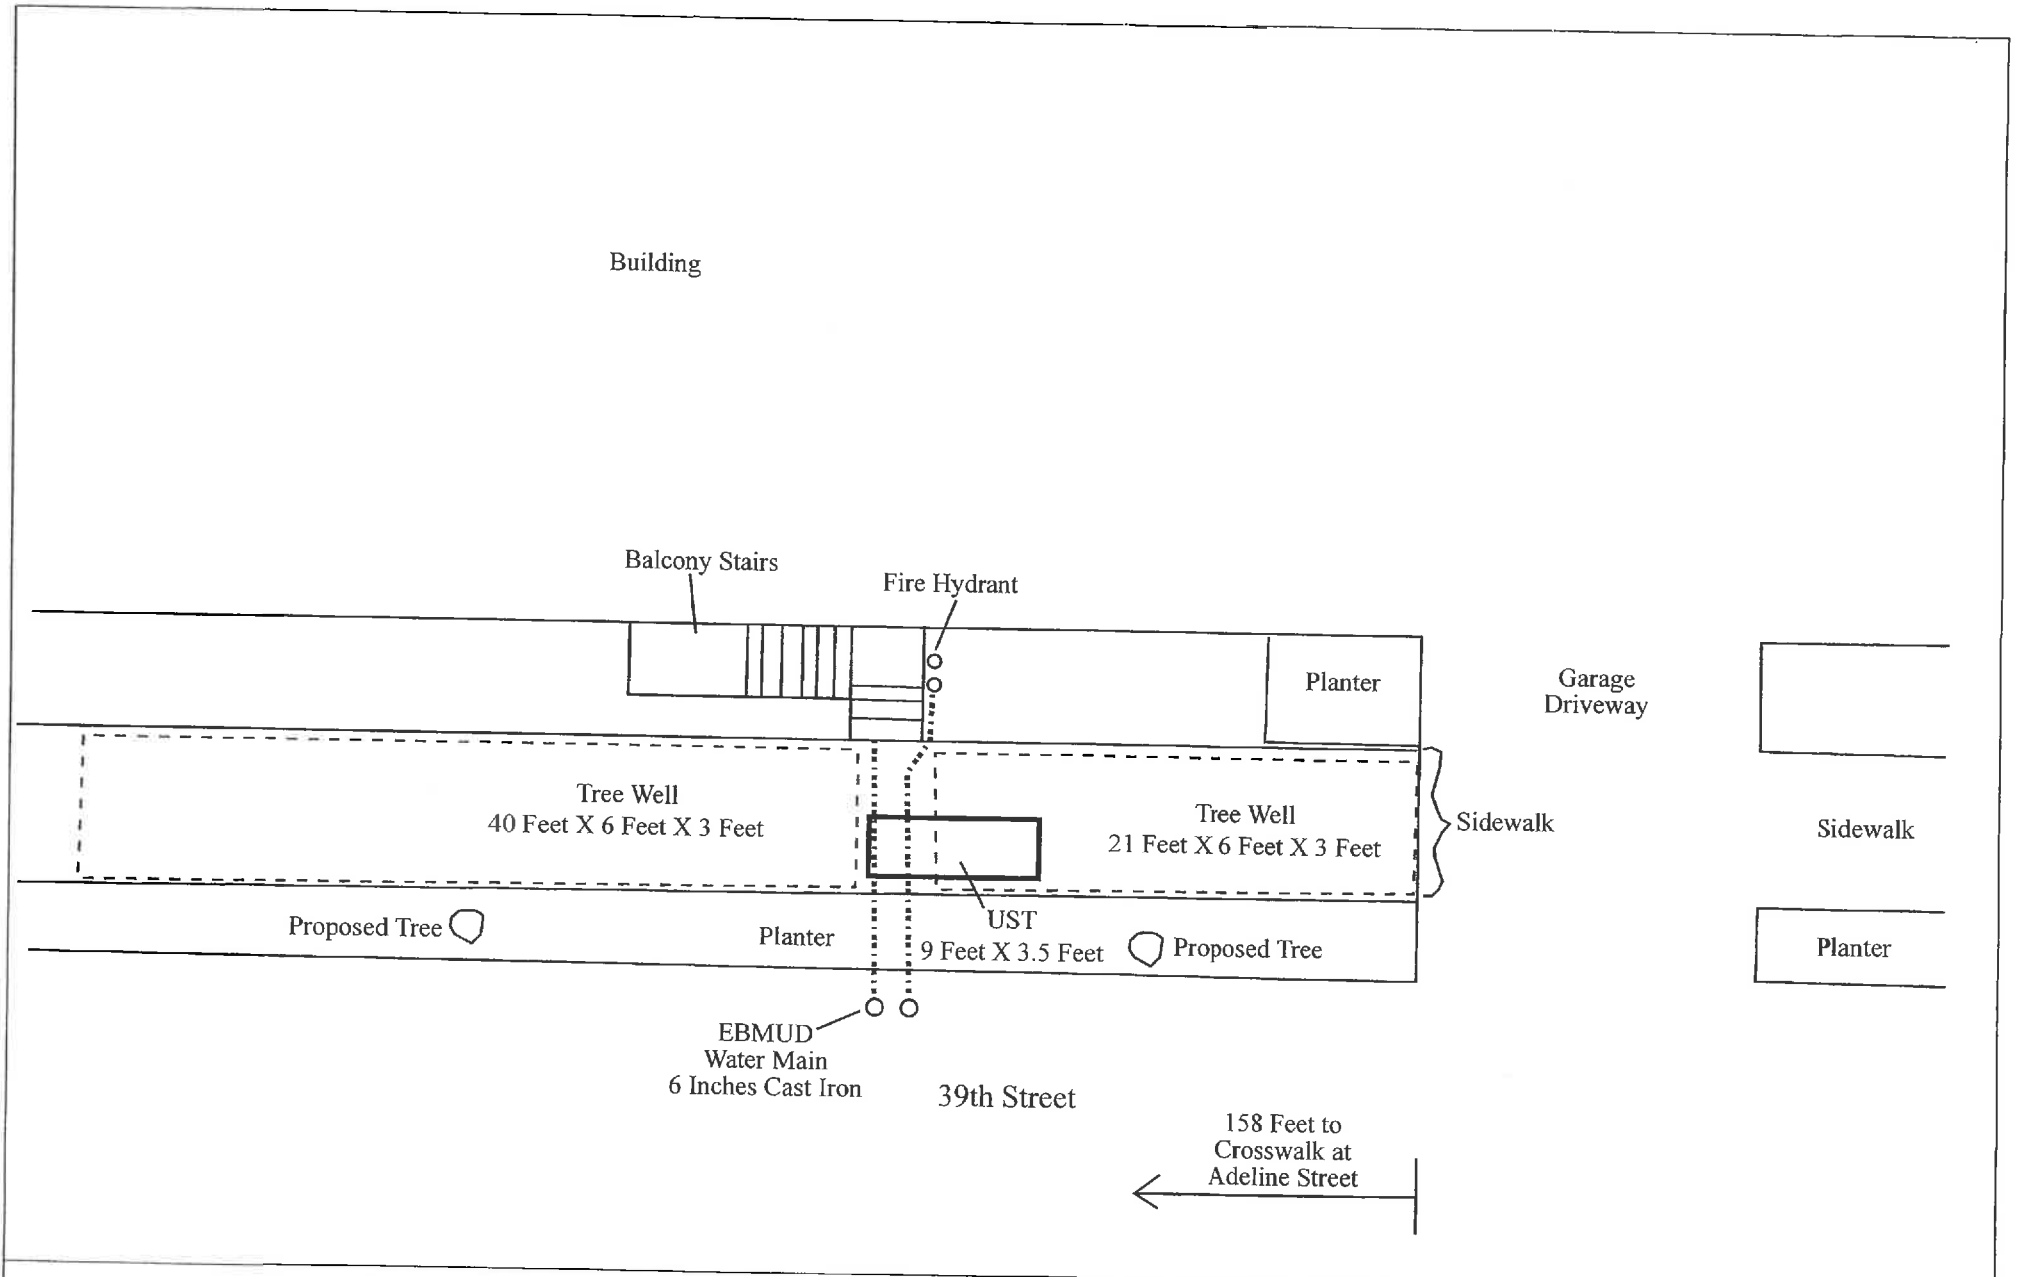 Building
Balcony Stairs
Fire Hydrant
Planter
Garage
Driveway
Tree Well
40 Feet X 6 Feet X 3 Feet
Tree Well
21 Feet X 6 Feet X 3 Feet
Sidewalk
Sidewalk
Proposed Tree
Planter
UST
9 Feet X 3.5 Feet
Proposed Tree
Planter
EBMUD
Water Main
6 Inches Cast Iron
39th Street
158 Feet to
Crosswalk at
Adeline Street